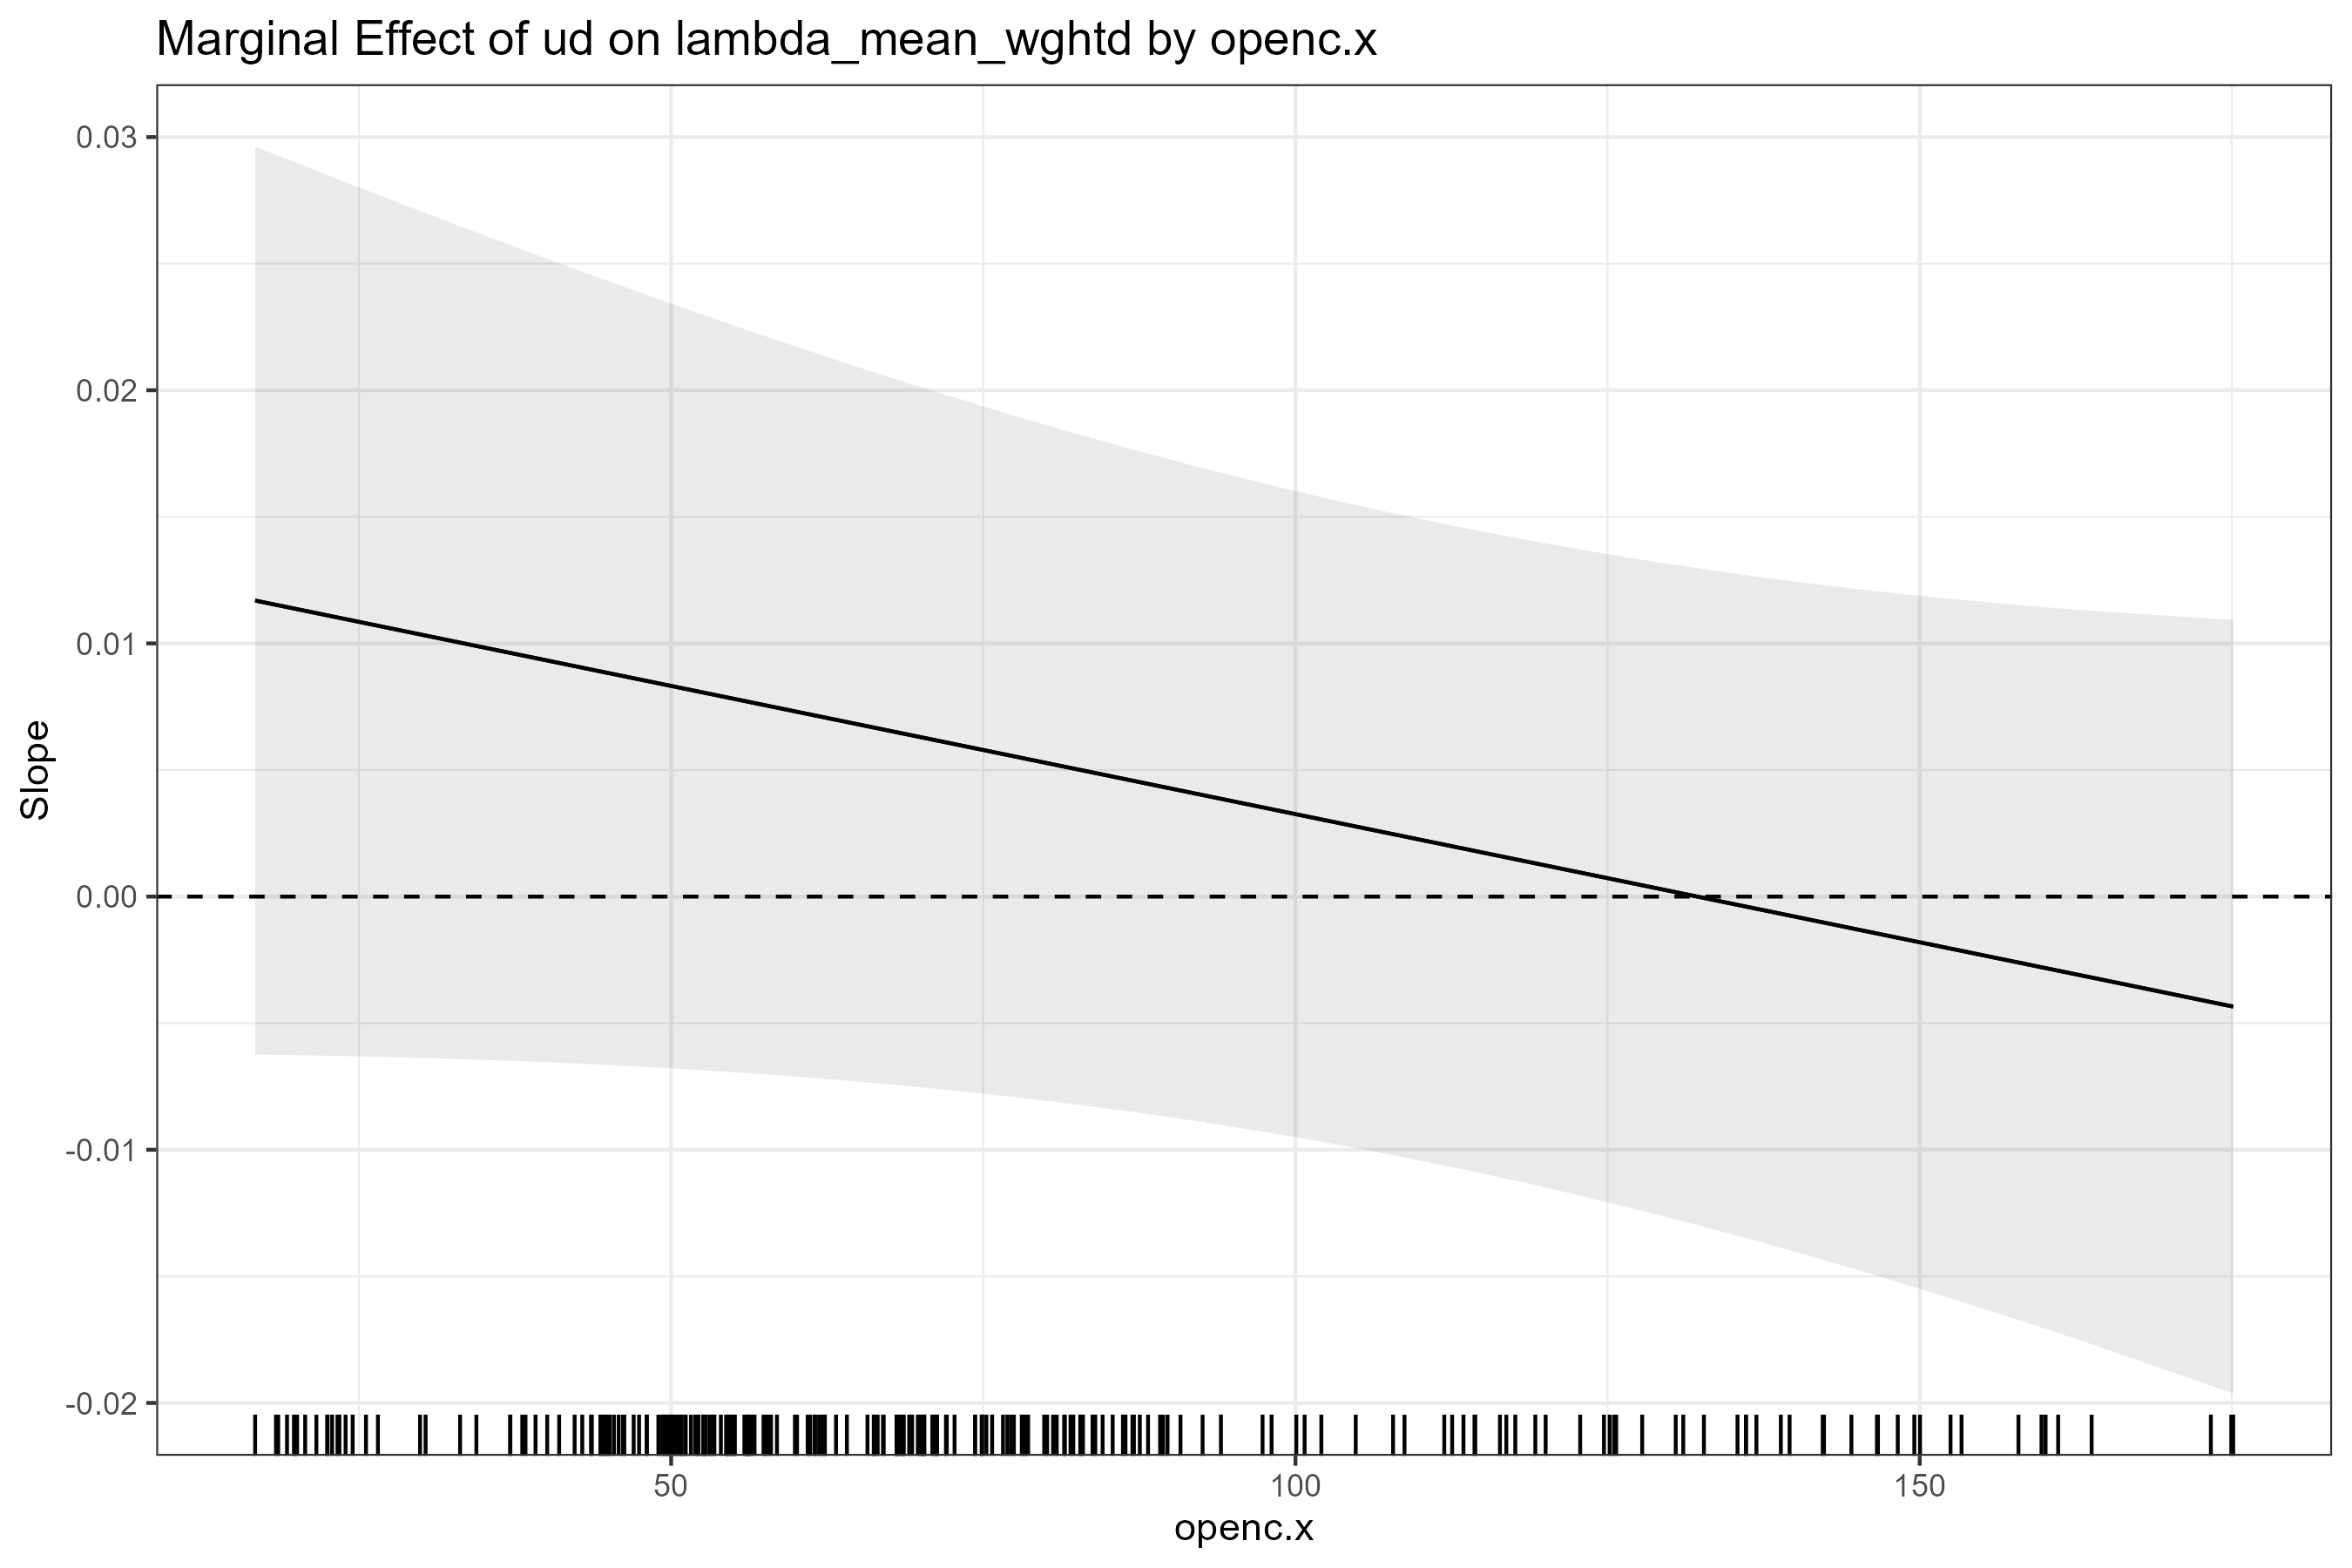 Marginal Effect of ud on lambda_mean_wghtd by openc.x
0.03
0.02
0.01
0.00
-0.01
-0.02
Slope
50 100 150
openc.x